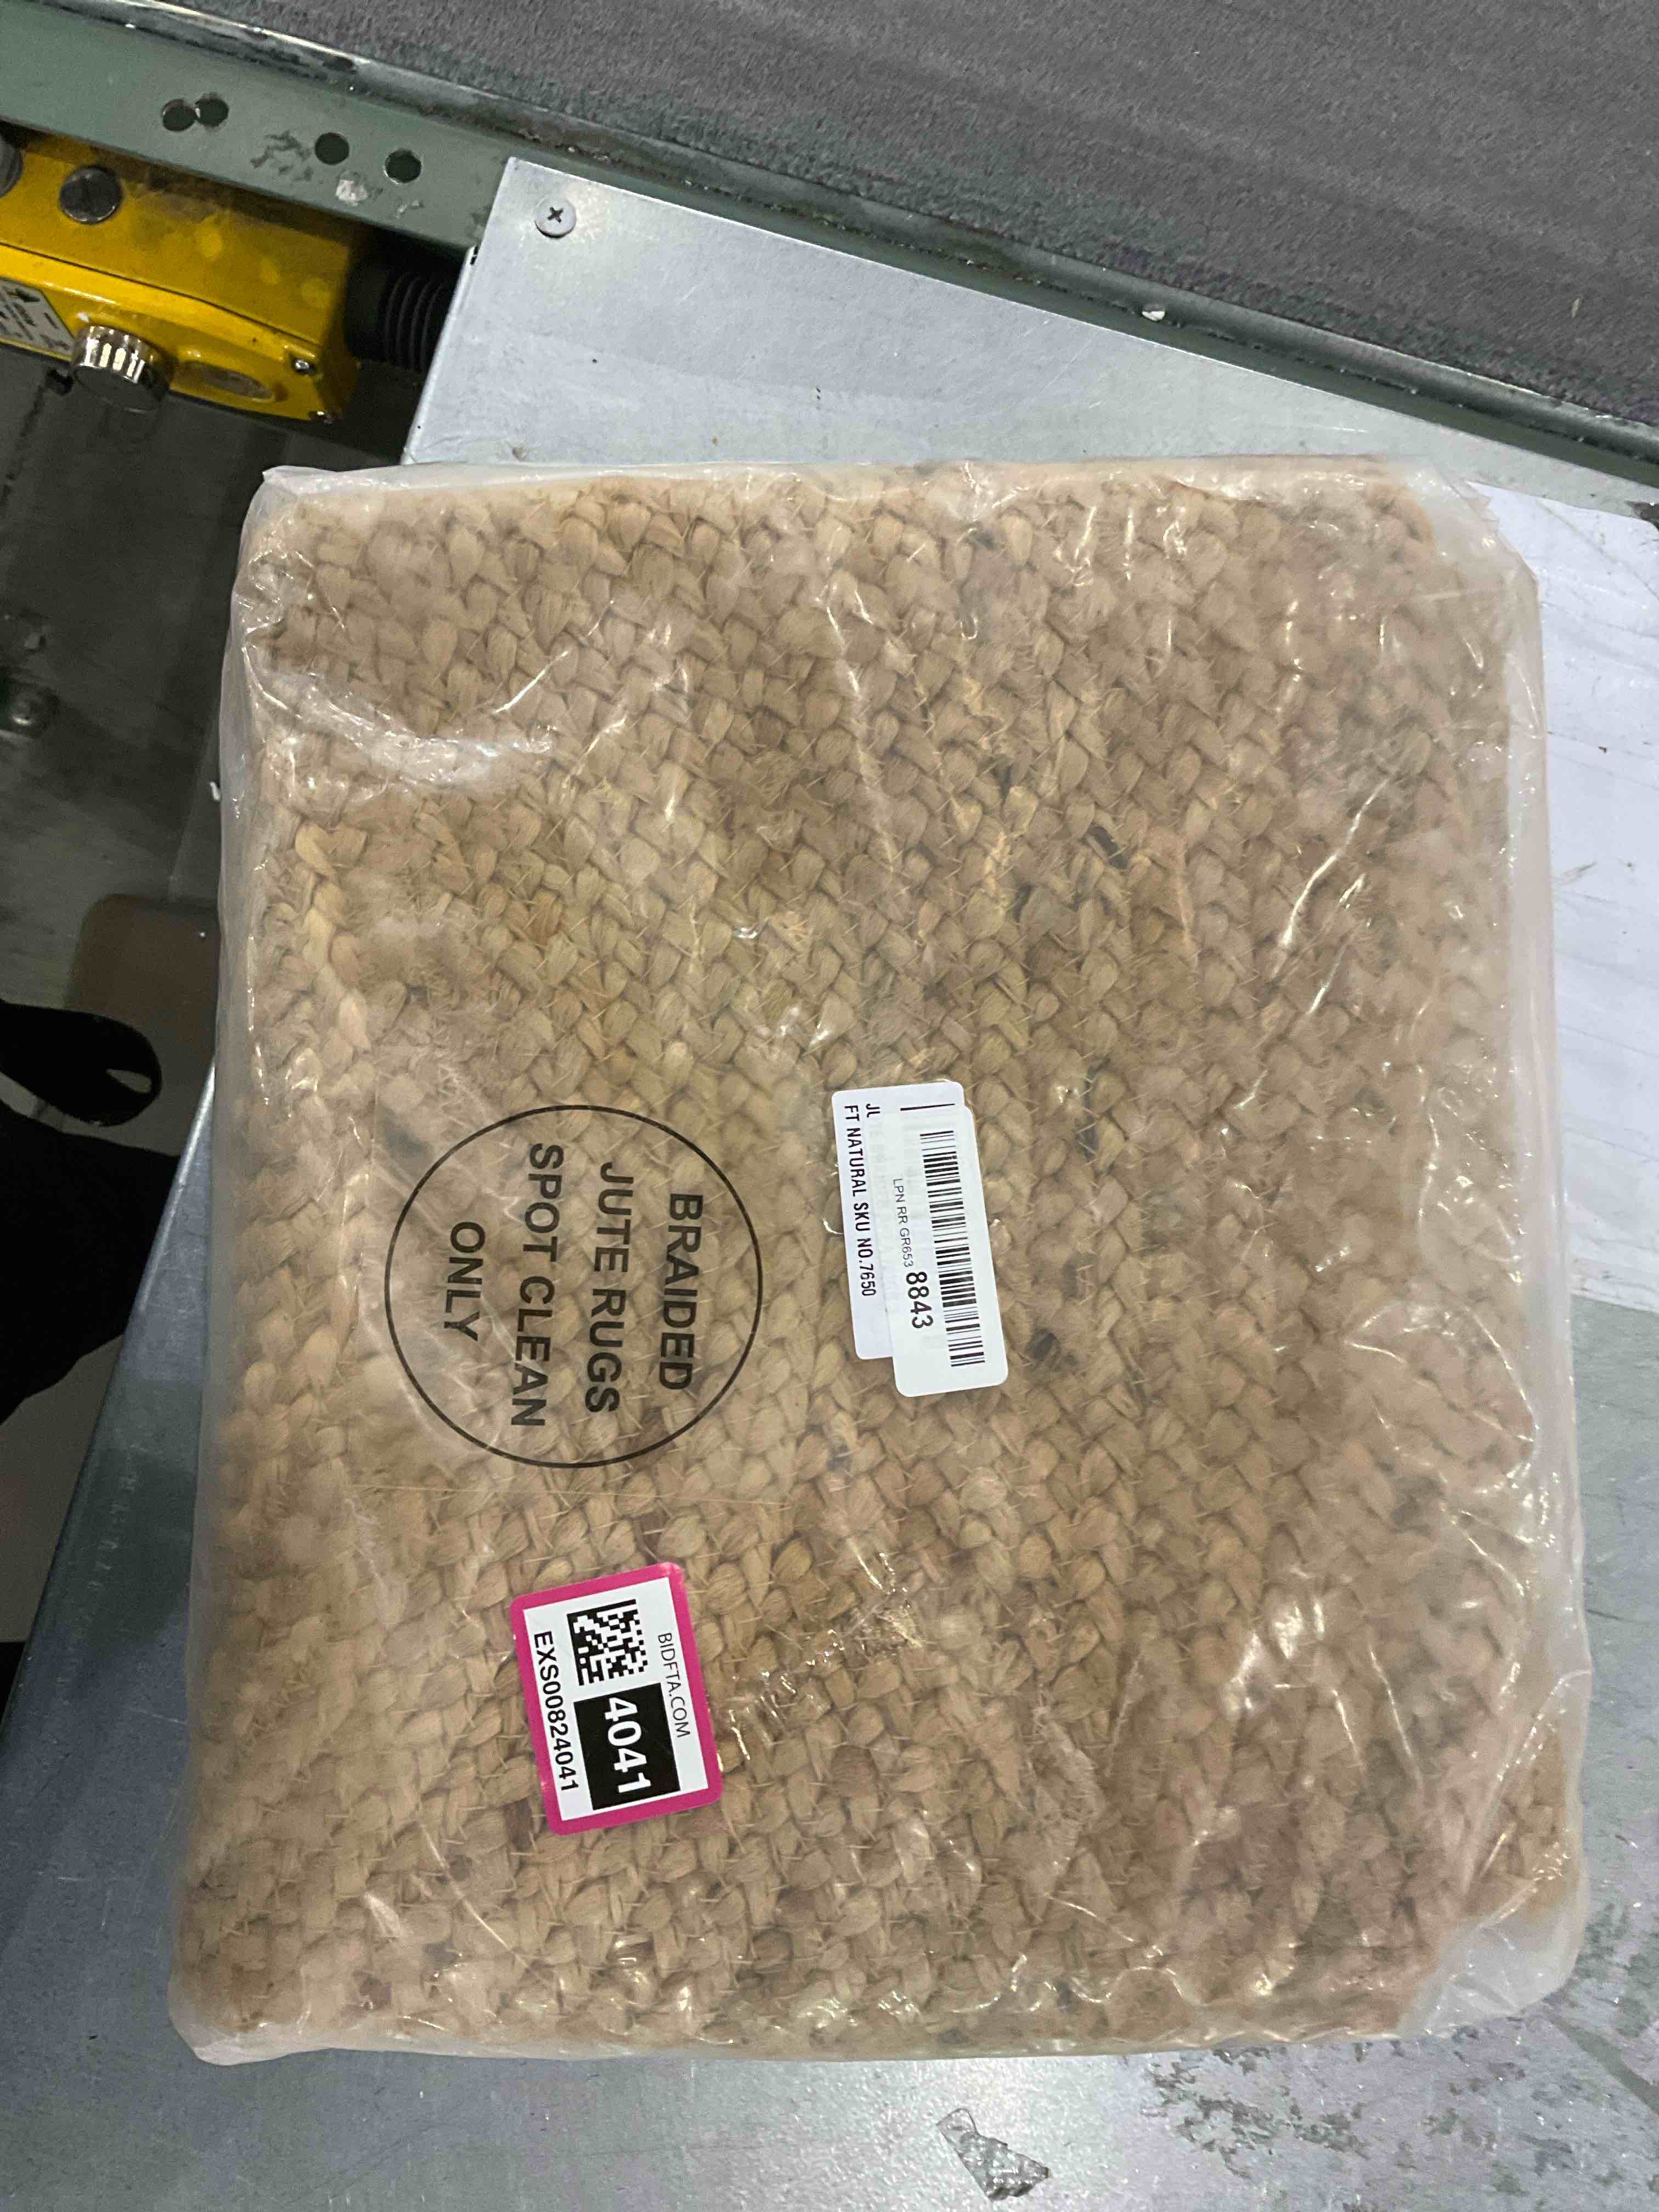 BRAIDED
JUTE RUGS
SPOT CLEAN
ONLY
LPN RR GR653 8843
FT NATURAL SKU NO.7650
BIDFTA.COM
4041
EXS00824041